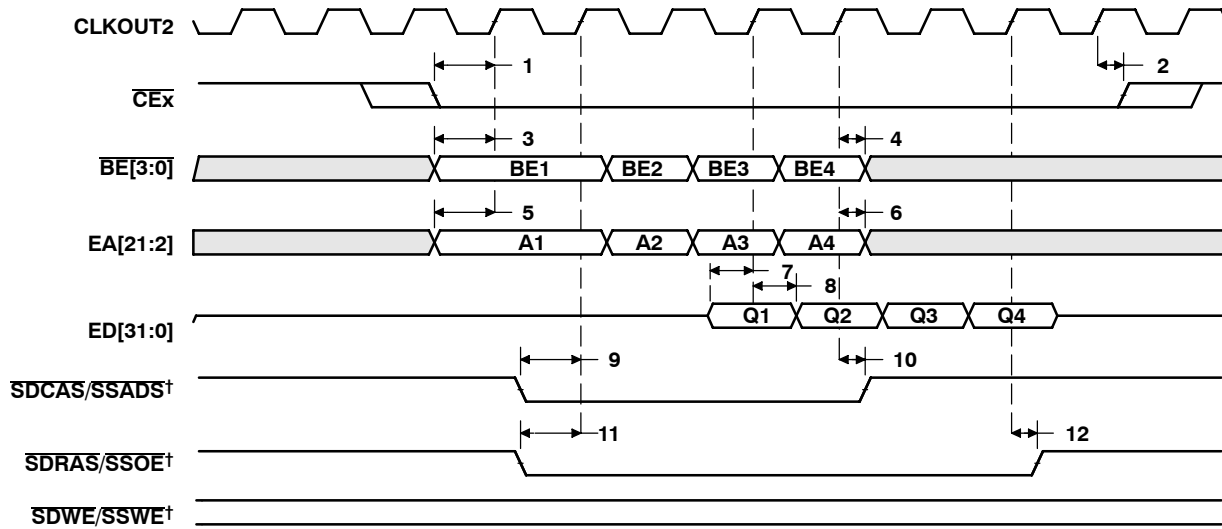 CLKOUT2
1
2
CEx
3
4
BE[3:0]
BE1 BE2 BE3 BE4
5
6
EA[21:2]
A1 A2 A3 A4
7
8
ED[31:0]
Q1 Q2 Q3 Q4
9
10
SDCAS/SSADS†
11
12
SDRAS/SSOE†
SDWE/SSWE†